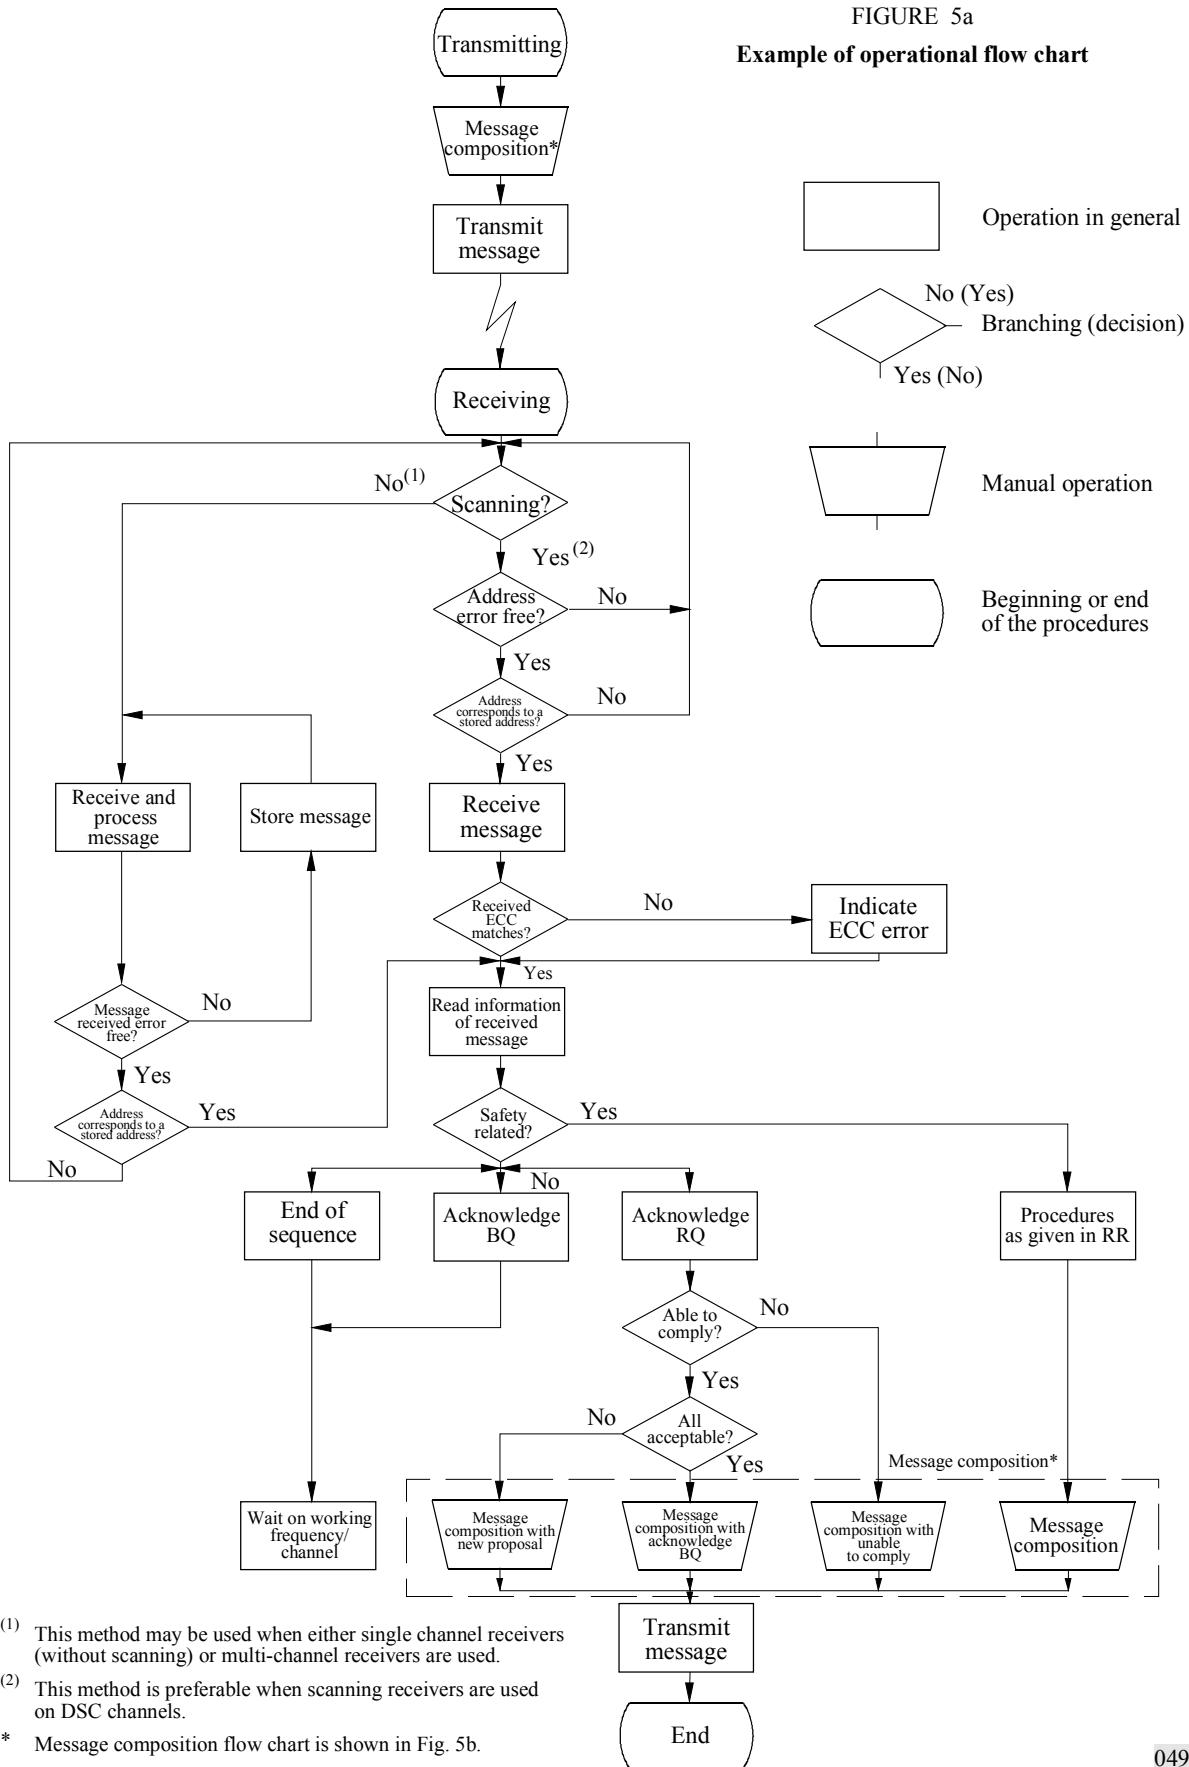 FIGURE 5a
Example of operational flow chart
Transmitting
Message
composition*
Transmit
message
Operation in general
No (Yes)
Branching (decision)
Yes (No)
Receiving
Manual operation
No(1)
Scanning?
Yes (2)
Address
error free?
No
Beginning or end
of the procedures
Yes
Address
corresponds to a
stored address?
No
Yes
Receive and
process
message
Store message
Receive
message
Received
ECC
matches?
No
Indicate
ECC error
Yes
Message
received error
free?
No
Read information
of received
message
Yes
Address
corresponds to a
stored address?
Yes
No
Safety
related?
Yes
No
End of
sequence
Acknowledge
BQ
Acknowledge
RQ
Procedures
as given in RR
Able to
comply?
No
Yes
All
acceptable?
No
Yes
Message composition*
Wait on working
frequency/
channel
Message
composition with
new proposal
Message
composition with
acknowledge
BQ
Message
composition with
unable
to comply
Message
composition
Transmit
message
End
(1) This method may be used when either single channel receivers
(without scanning) or multi-channel receivers are used.
(2) This method is preferable when scanning receivers are used
on DSC channels.
* Message composition flow chart is shown in Fig. 5b.
049